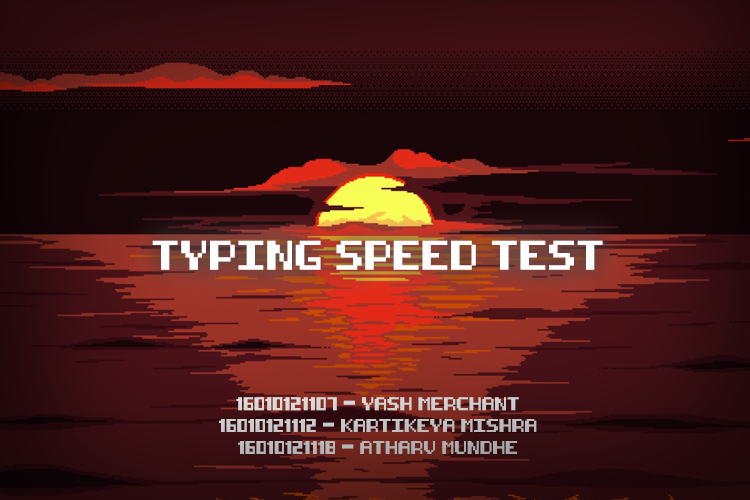 TYPING SPEED TEST
16010121107 - YASH MERCHANT
16010121112 - KARTIKEYA MISHRA
16010121118 - ATHARV MUNDHE